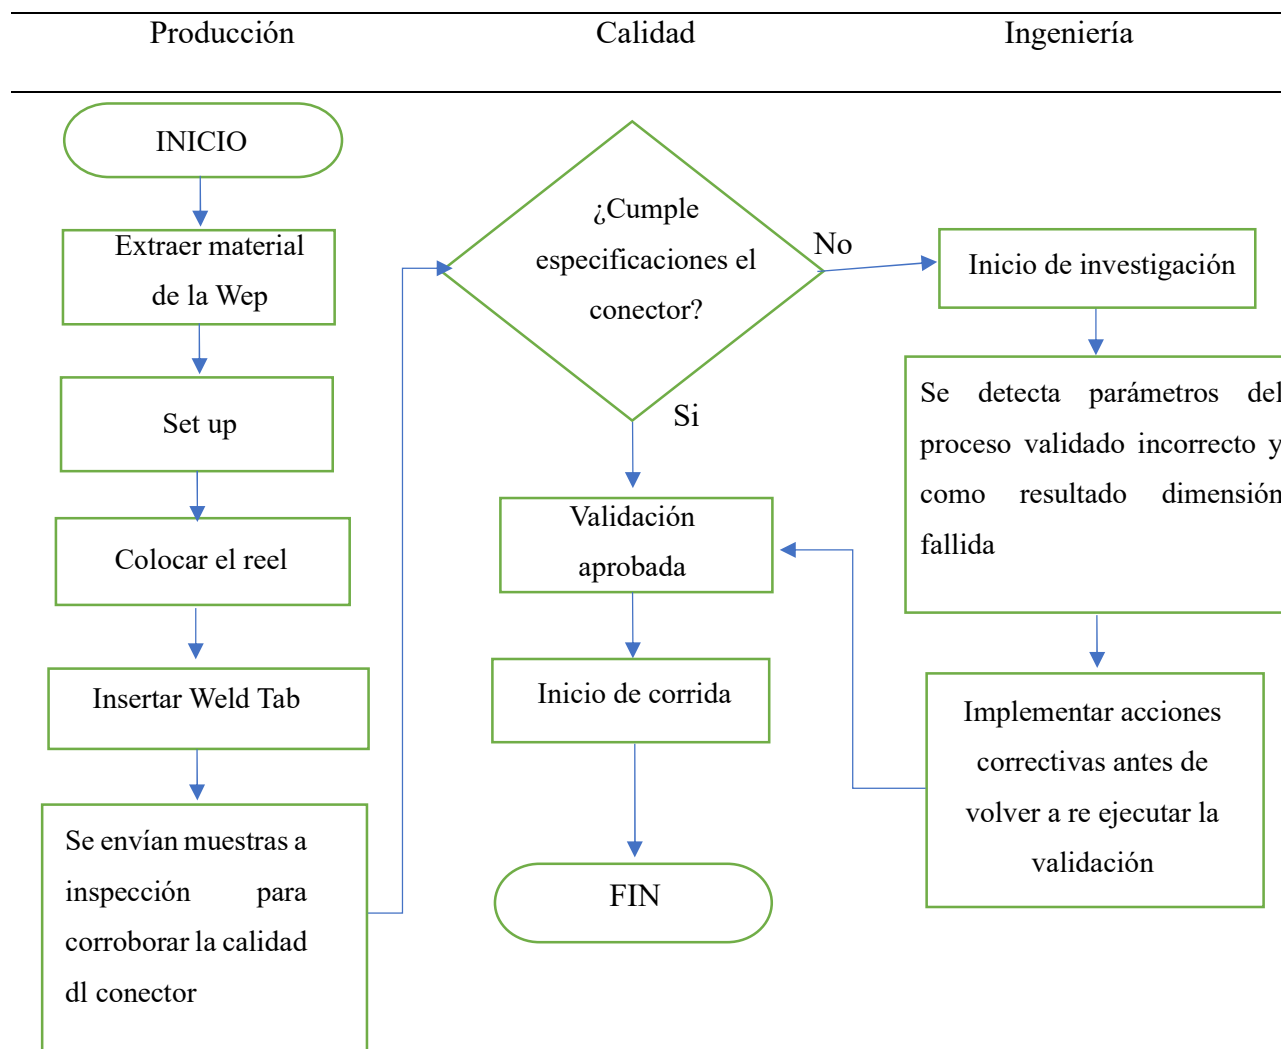 Producción
Calidad
Ingeniería
INICIO
Extraer material
de la Wep
Set up
Colocar el reel
Insertar Weld Tab
Se envían muestras a
inspección para
corroborar la calidad
dl conector
¿Cumple
especificaciones el
conector?
No
Si
Validación
aprobada
Inicio de corrida
FIN
Inicio de investigación
Se detecta parámetros del
proceso validado incorrecto y
como resultado dimensión
fallida
Implementar acciones
correctivas antes de
volver a re ejecutar la
validación